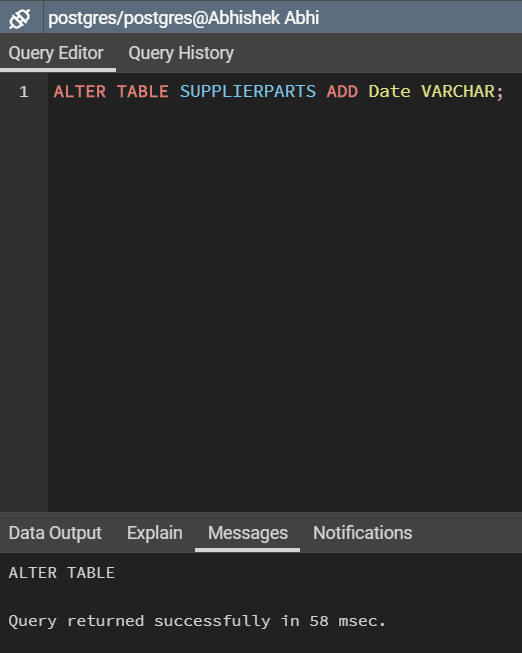 postgres/postgres@Abhishek Abhi
Query Editor Query History
1 ALTER TABLE SUPPLIERPARTS ADD Date VARCHAR;
Data Output Explain Messages Notifications
ALTER TABLE
Query returned successfully in 58 msec.